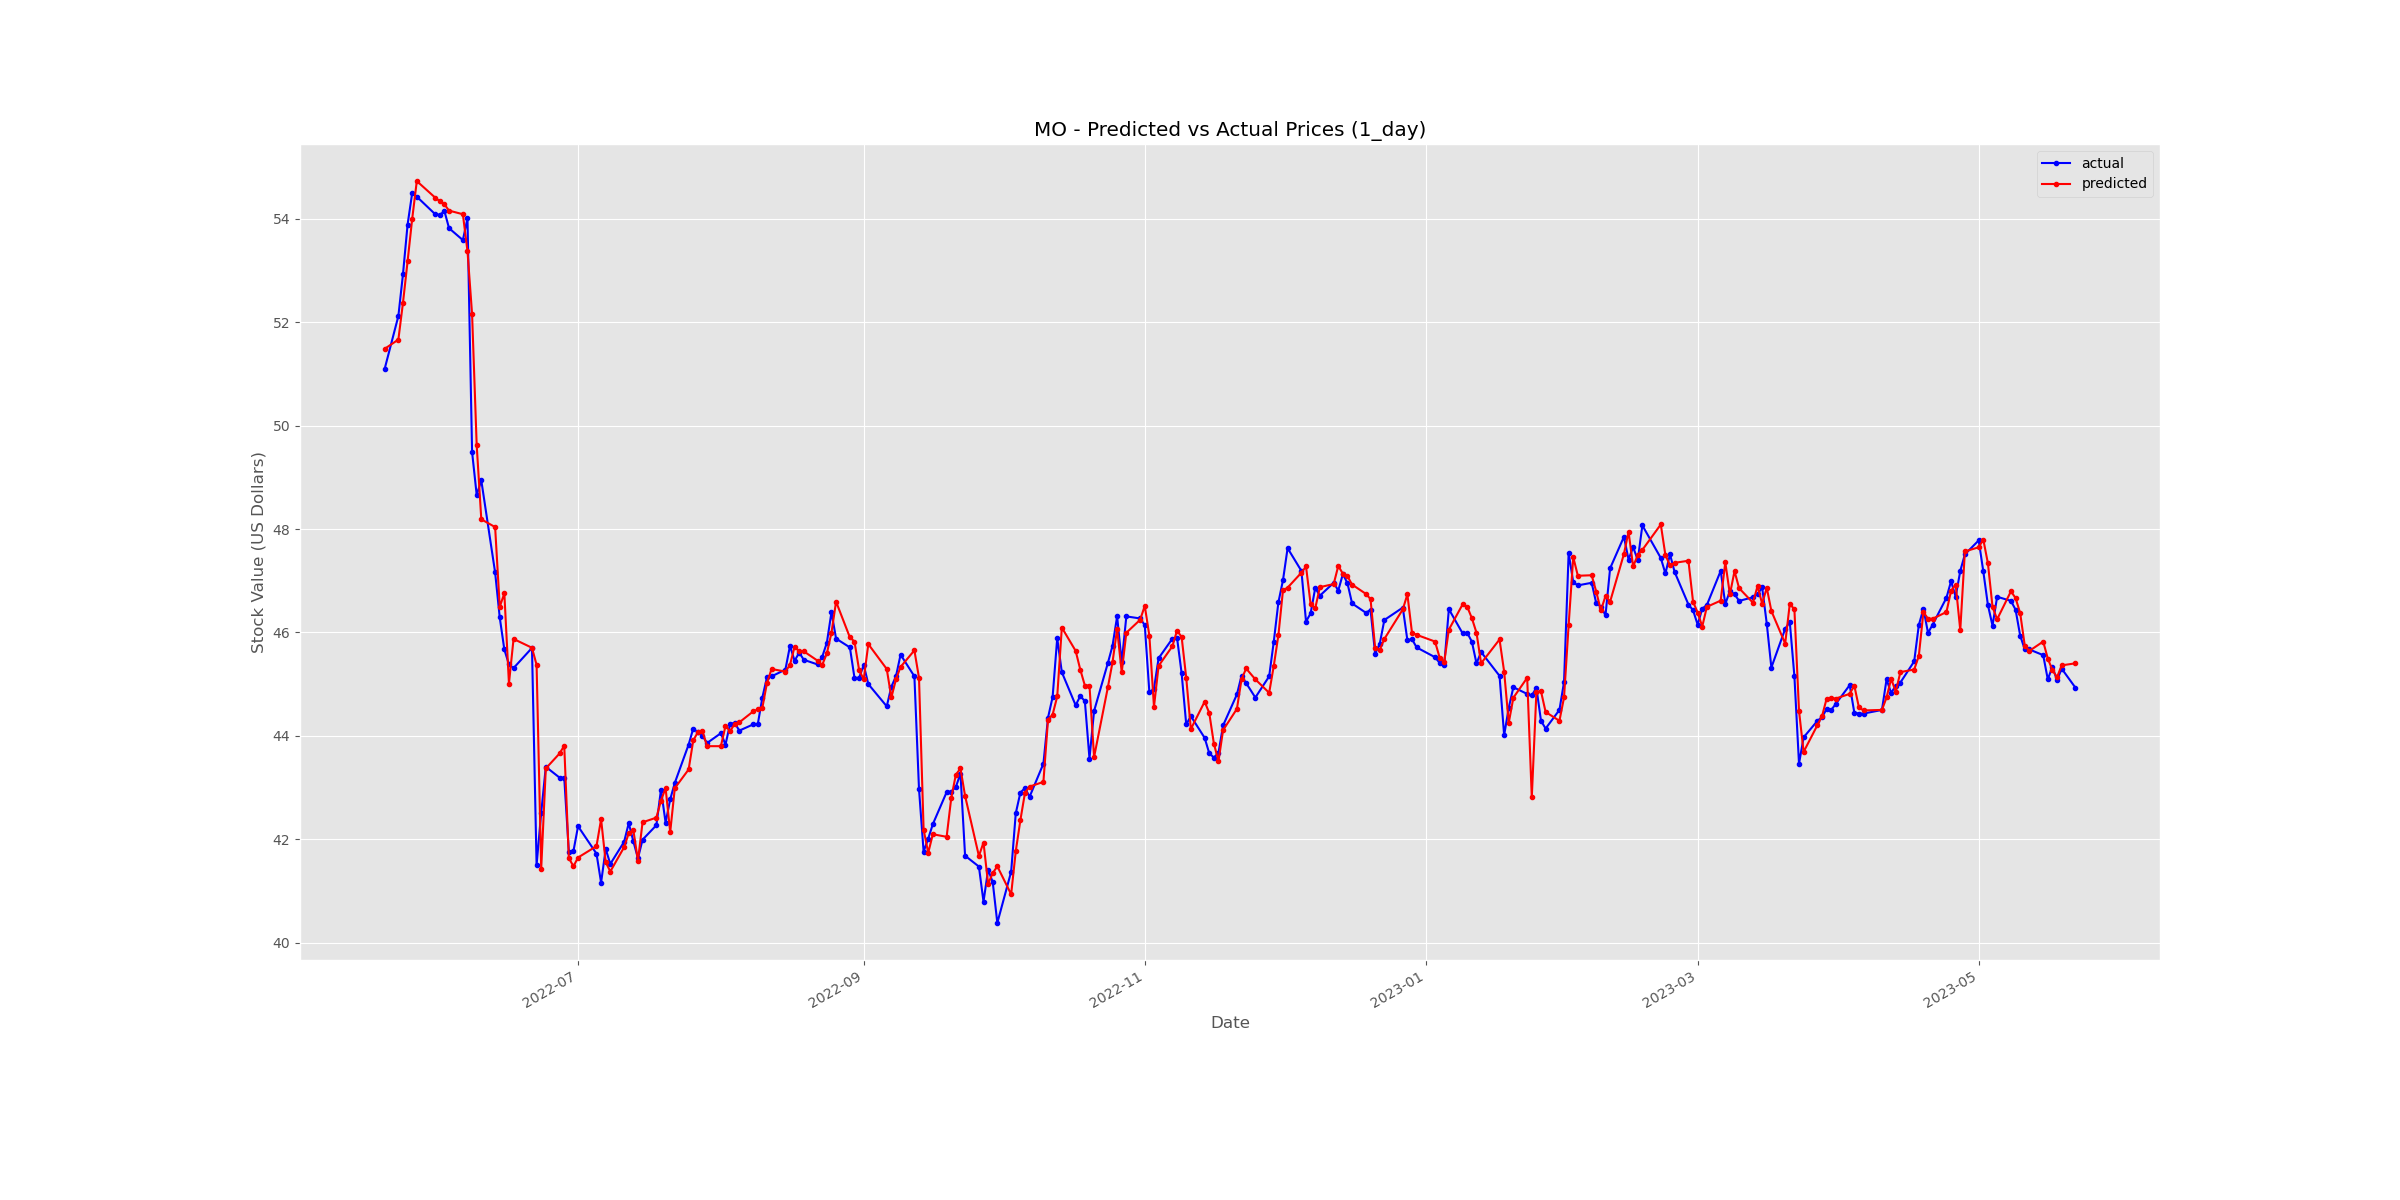 MO - Predicted vs Actual Prices (1_day)
actual
predicted
Stock Value (US Dollars)
54
52
50
48
46
44
42
40
2022-07
2022-09
2022-11
2023-01
2023-03
2023-05
Date